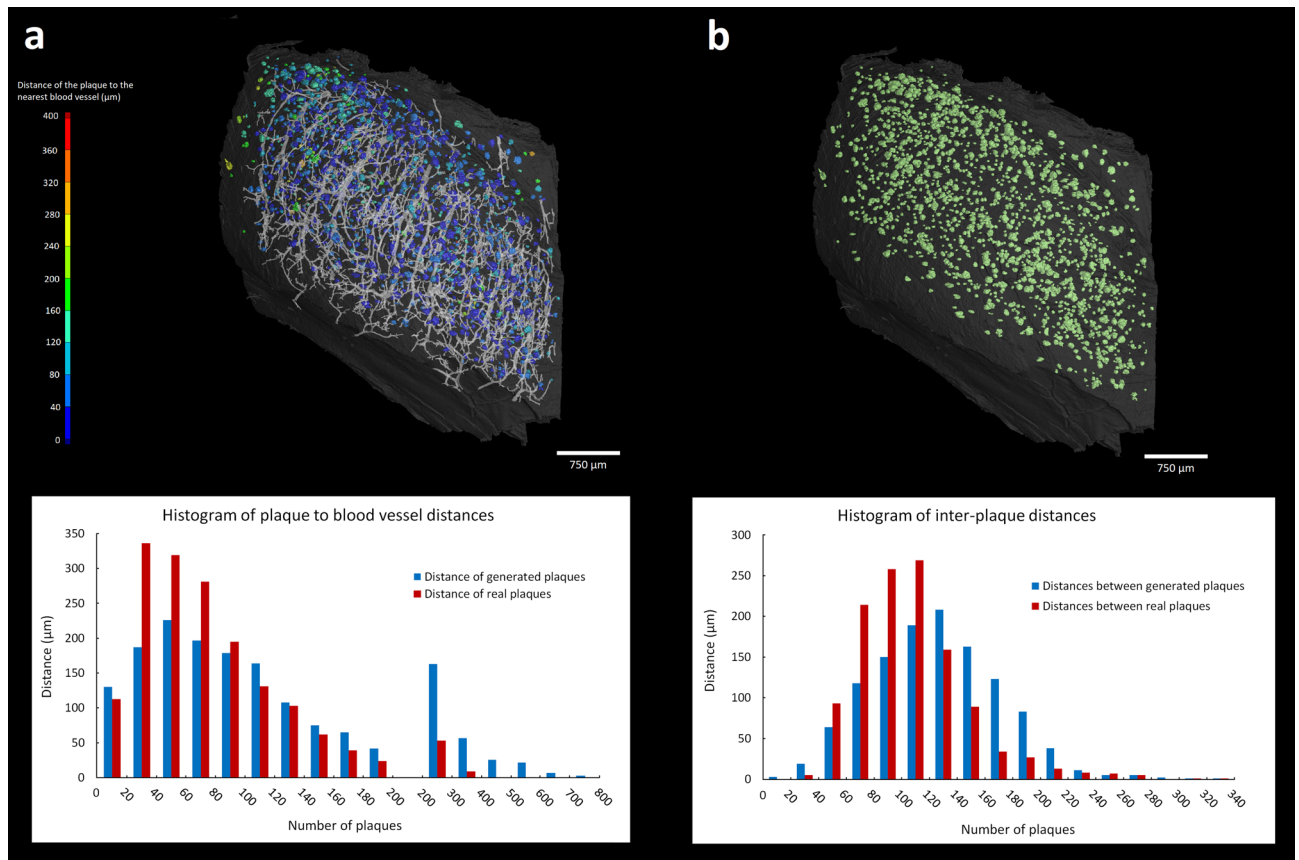 a
b
Distance of the plaque to the
nearest blood vessel (µm)
400
360
320
280
240
200
160
120
80
40
0
750 µm
750 µm
Histogram of plaque to blood vessel distances
350
300
250
200
150
100
50
0
Distance (µm)
Distance of generated plaques
Distance of real plaques
0 20 40 60 80 100 120 140 160 180 200 200 300 400 500 600 700 800
Number of plaques
Histogram of inter-plaque distances
300
250
200
150
100
50
0
Distance (µm)
Distances between generated plaques
Distances between real plaques
0 20 40 60 80 100 120 140 160 180 200 220 240 260 280 300 320 340
Number of plaques